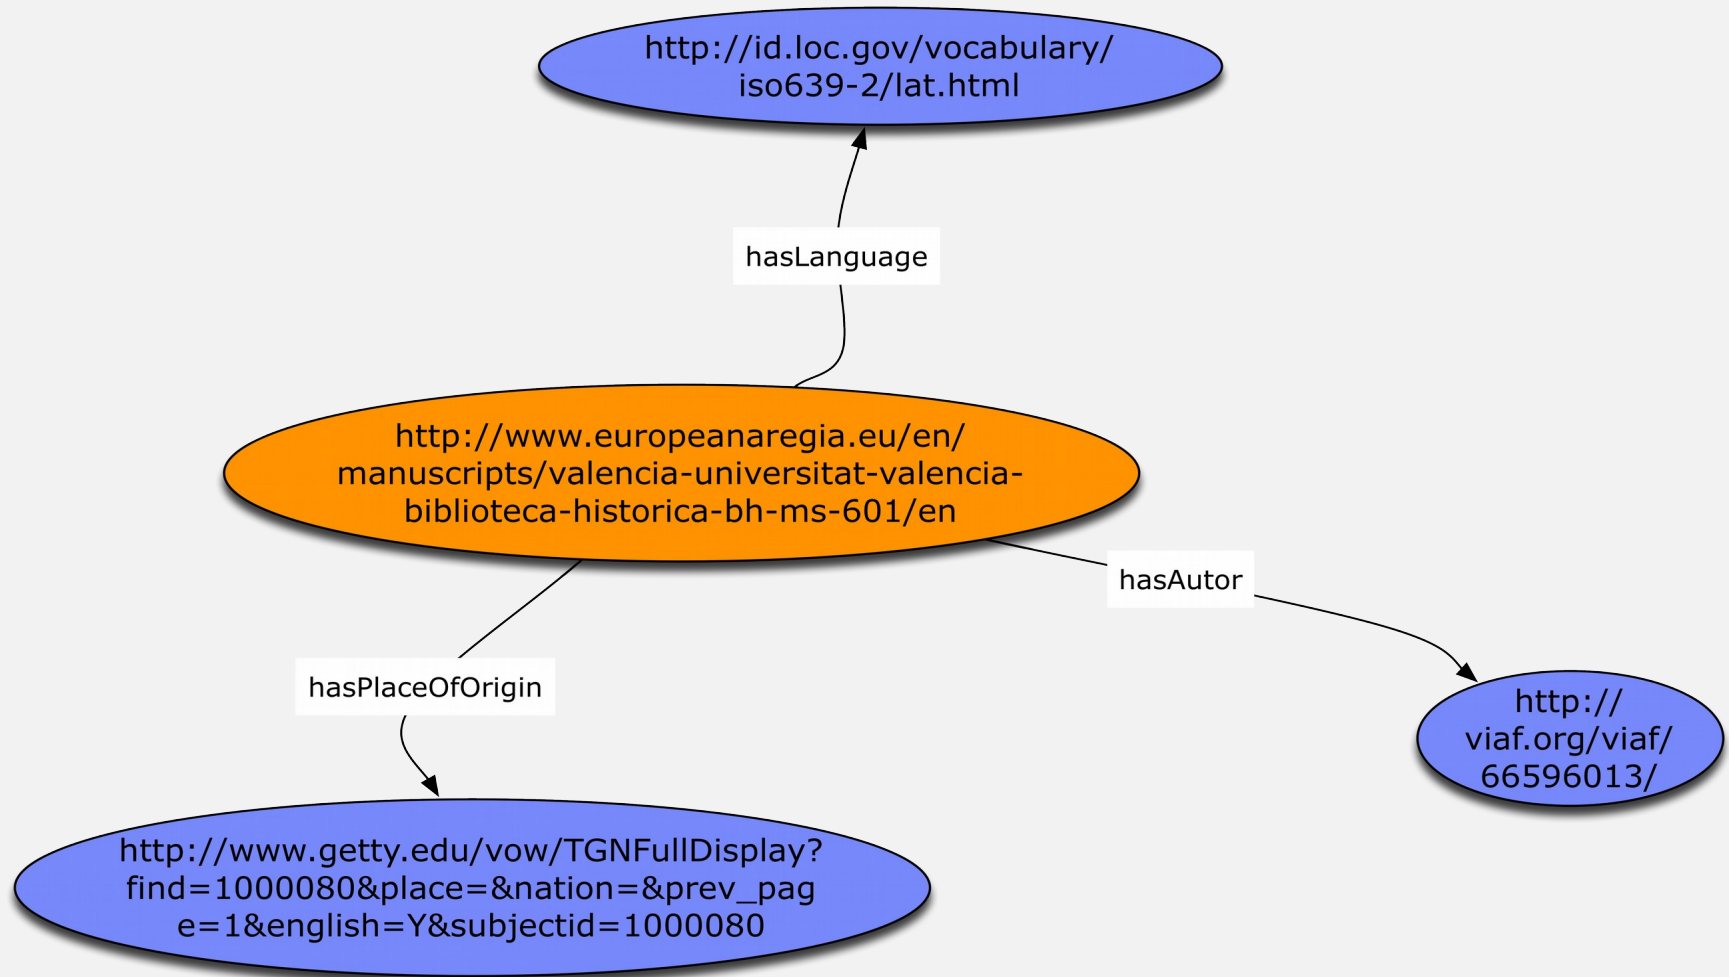 http://id.loc.gov/vocabulary/
iso639-2/lat.html
hasLanguage
http://www.europeanaregia.eu/en/
manuscripts/valencia-universitat-valencia-
biblioteca-historica-bh-ms-601/en
hasAutor
hasPlaceOfOrigin
http://
viaf.org/viaf/
66596013/
http://www.getty.edu/vow/TGNFullDisplay?
find=1000080&place=&nation=&prev_pag
e=1&english=Y&subjectid=1000080